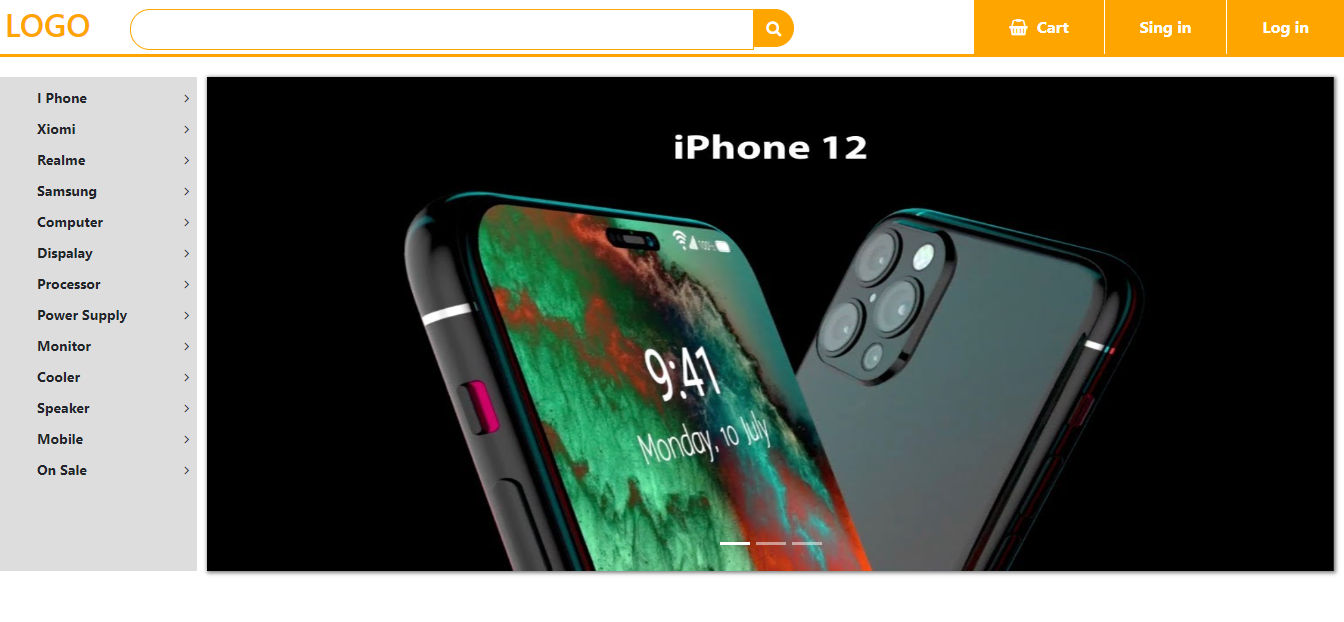 LOGO
Cart
Sing in
Log in
I Phone
Xiomi
Realme
Samsung
Computer
Dispalay
Processor
Power Supply
Monitor
Cooler
Speaker
Mobile
On Sale
iPhone 12
100%
9:41
Monday, 10 July